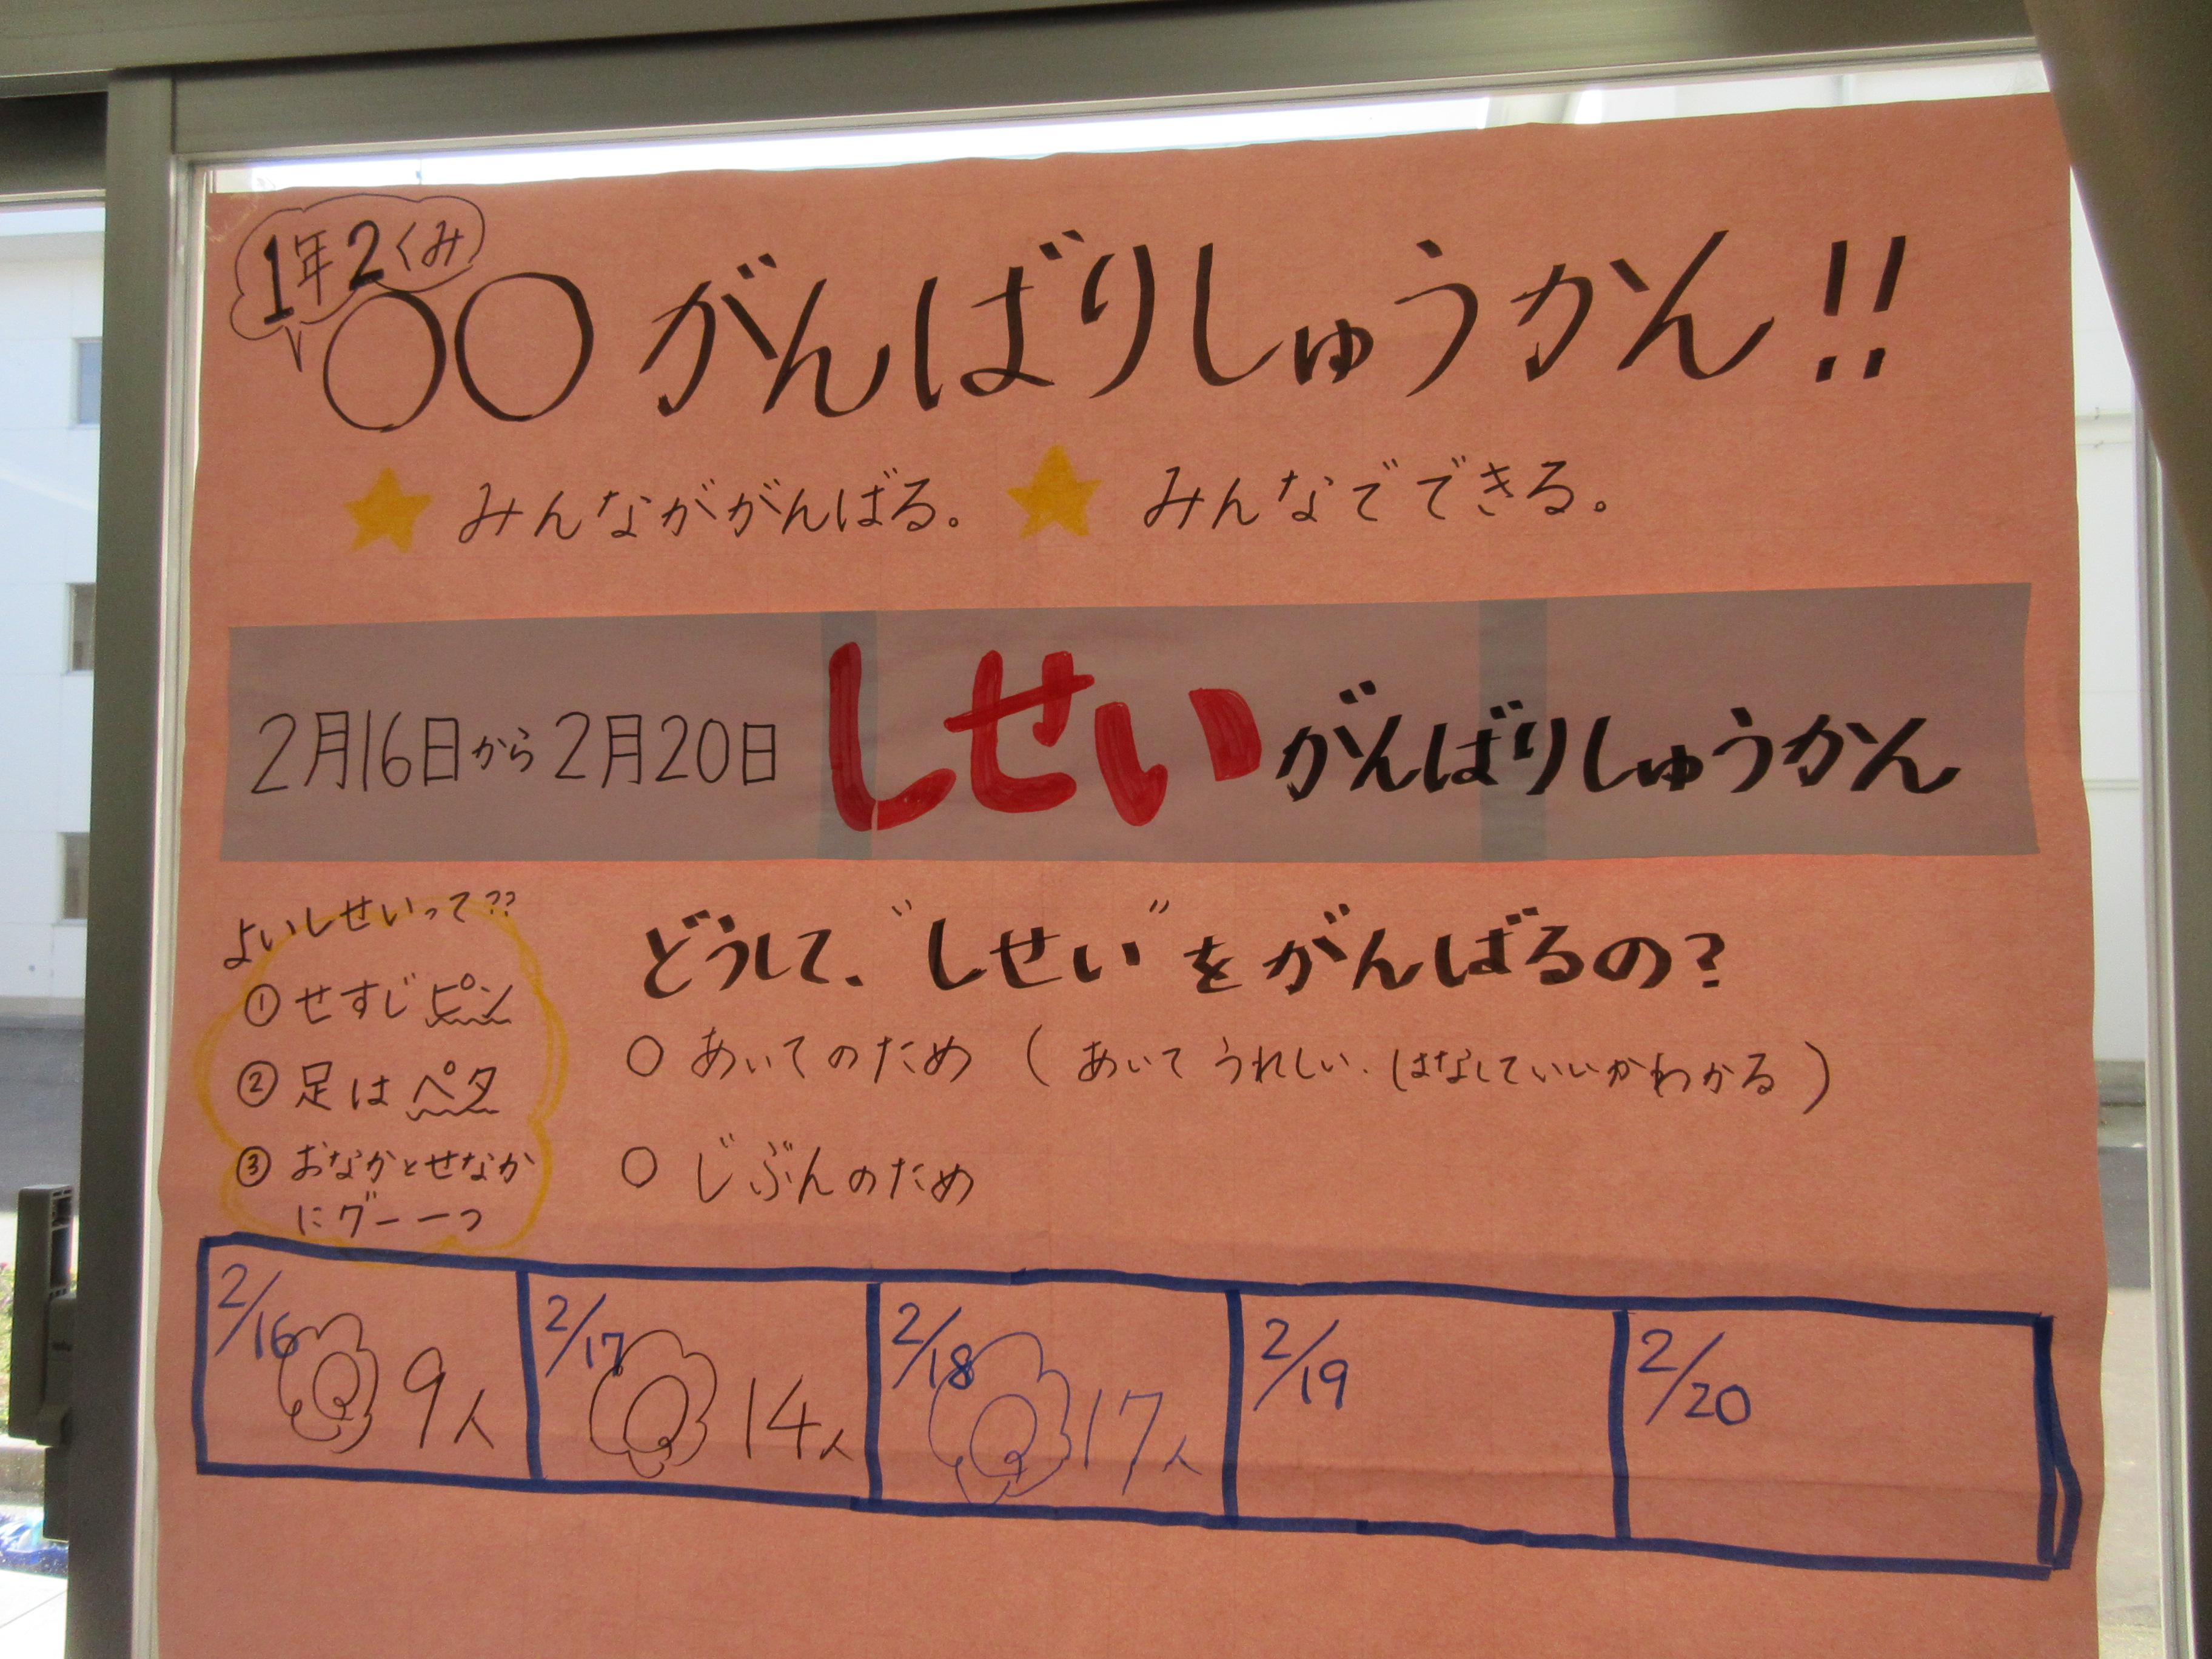 1年2くみ
○○がんばりしゅうかん!!
★みんなががんばる。★みんなでできる。
2月16日から2月20日 しせいがんばりしゅうかん
よいしせいって??
①せすじピン
②足はペタ
③おなかとせなか
にグーーつ
どうして、"しせい"をがんばるの?
○あいてのため(あいてうれしい.はなしていいかわかる)
○じぶんのため
2/16 9人
2/17 14人
2/18 17人
2/19
2/20